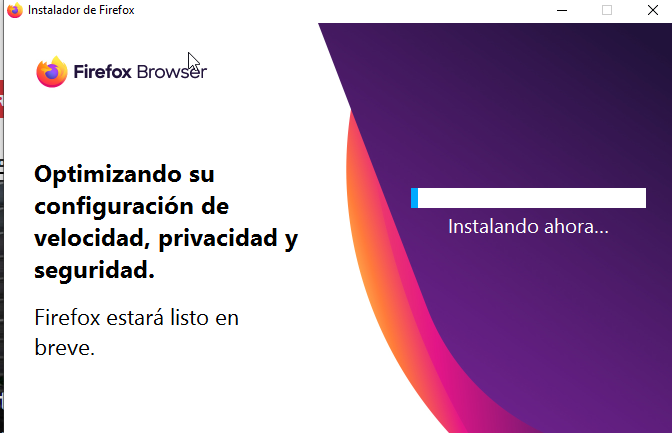 Instalador de Firefox
Firefox Browser
Optimizando su
configuración de
velocidad, privacidad y
seguridad.
Instalando ahora...
Firefox estará listo en
breve.